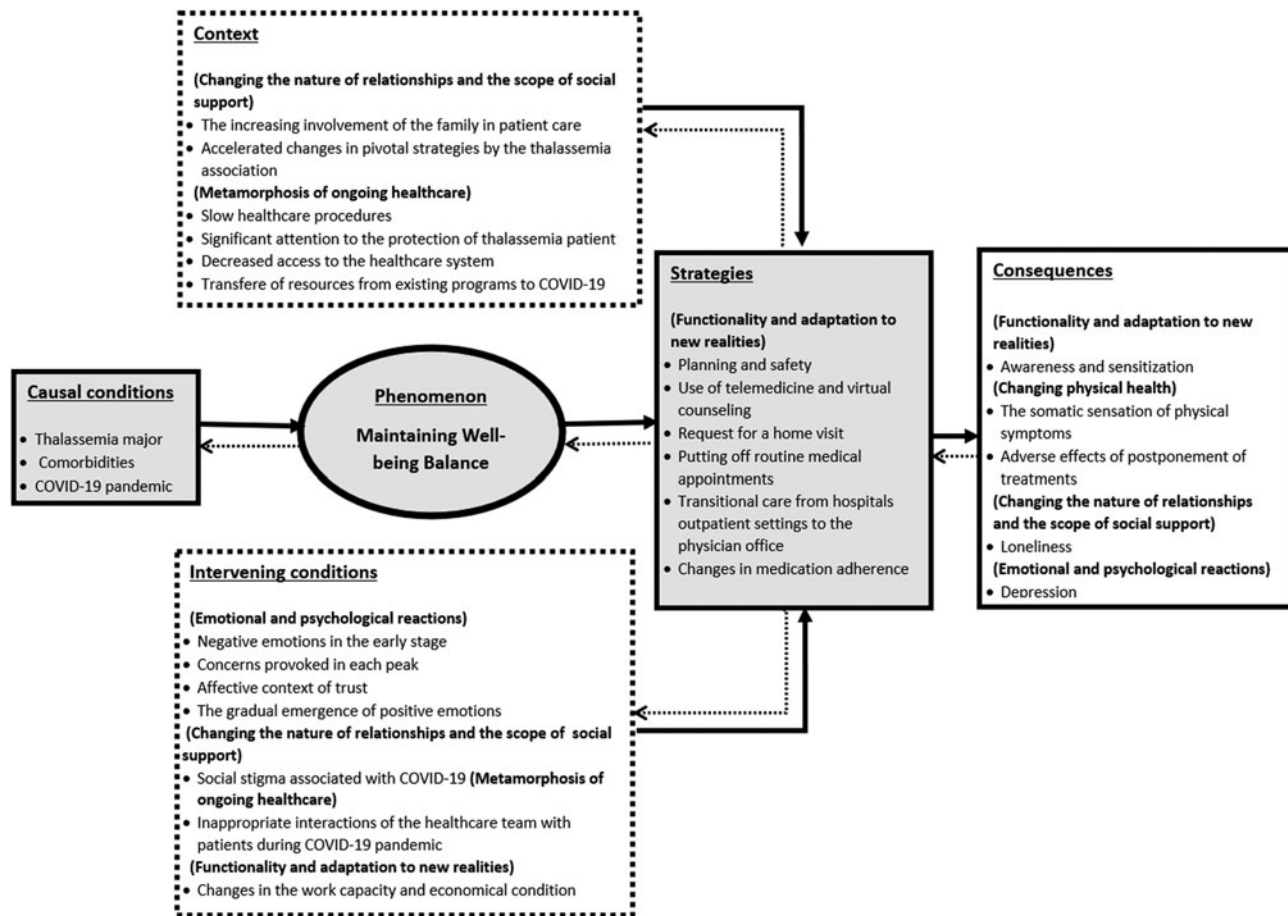 Context
(Changing the nature of relationships and the scope of social
support)
• The increasing involvement of the family in patient care
• Accelerated changes in pivotal strategies by the thalassemia
association
(Metamorphosis of ongoing healthcare)
• Slow healthcare procedures
• Significant attention to the protection of thalassemia patient
• Decreased access to the healthcare system
• Transfere of resources from existing programs to COVID-19
Causal conditions
• Thalassemia major
• Comorbidities
• COVID-19 pandemic
Phenomenon
Maintaining Well-
being Balance
Intervening conditions
(Emotional and psychological reactions)
• Negative emotions in the early stage
• Concerns provoked in each peak
• Affective context of trust
• The gradual emergence of positive emotions
(Changing the nature of relationships and the scope of social
support)
• Social stigma associated with COVID-19 (Metamorphosis of
ongoing healthcare)
• Inappropriate interactions of the healthcare team with
patients during COVID-19 pandemic
(Functionality and adaptation to new realities)
• Changes in the work capacity and economical condition
Strategies
(Functionality and adaptation to
new realities)
• Planning and safety
• Use of telemedicine and virtual
counseling
• Request for a home visit
• Putting off routine medical
appointments
• Transitional care from hospitals
outpatient settings to the
physician office
• Changes in medication adherence
Consequences
(Functionality and adaptation to new
realities)
• Awareness and sensitization
(Changing physical health)
• The somatic sensation of physical
symptoms
• Adverse effects of postponement of
treatments
(Changing the nature of relationships
and the scope of social support)
• Loneliness
(Emotional and psychological reactions)
• Depression